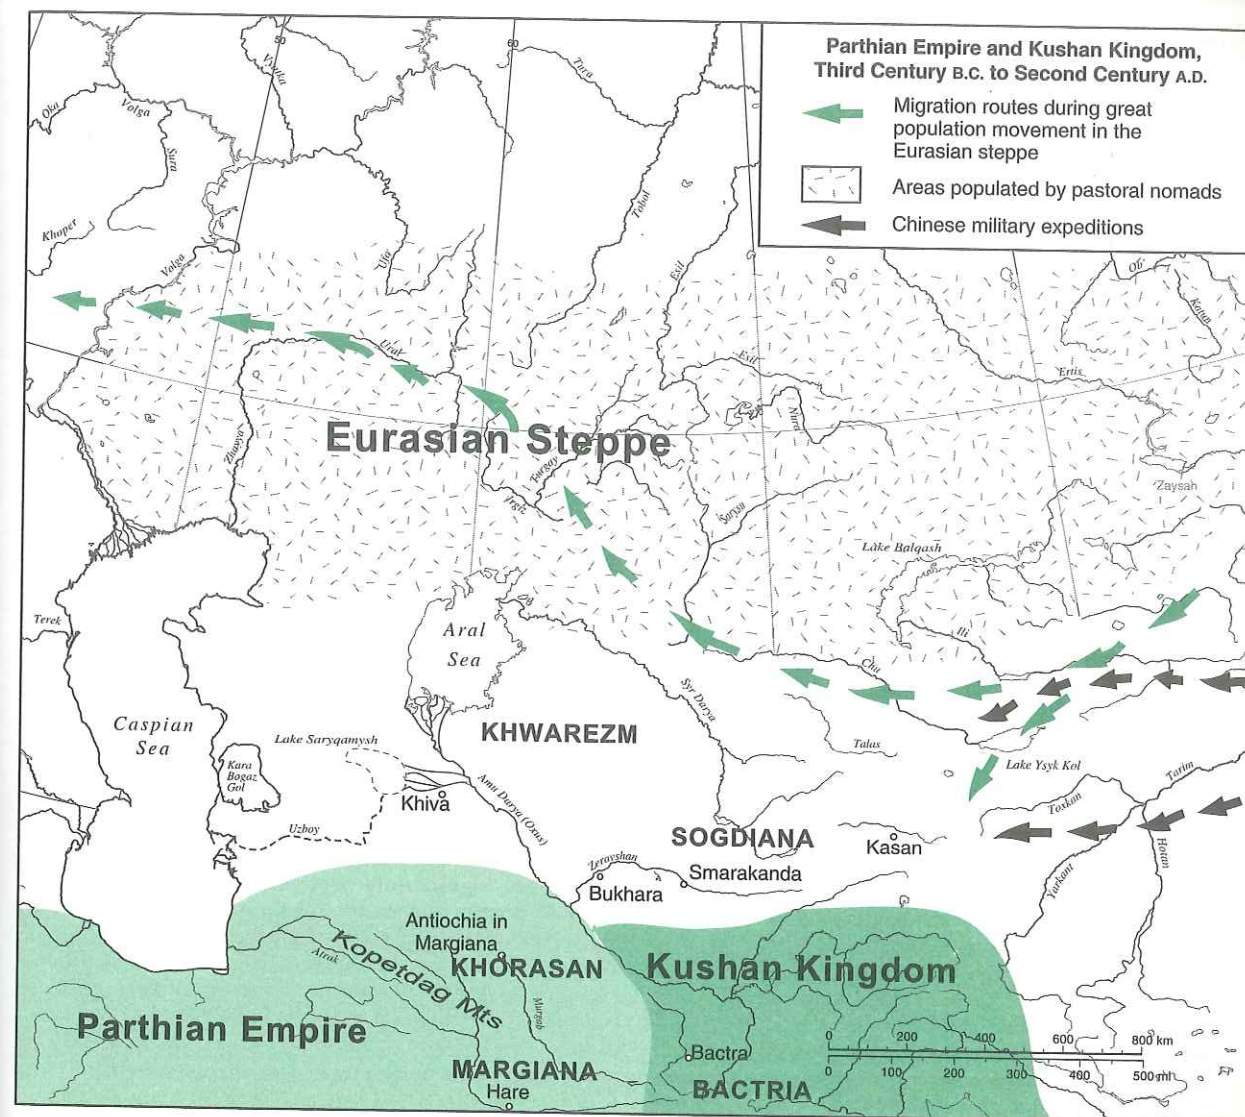 Parthian Empire and Kushan Kingdom,
Third Century B.C. to Second Century A.D.
Migration routes during great
population movement in the
Eurasian steppe
Areas populated by pastoral nomads
Chinese military expeditions
50
60
Vyatka
Tura
Oka
Volga
Sura
Tobol
Khoper
Volga
Ufa
Esil
Ob'
Katun
Ural
Esil
Ertis
Nura
Eurasian Steppe
Zhayya
Turgay
Irgiz
Sarysu
Zaysan
Lake Balqash
Terek
Aral
Sea
Ili
Chu
Syr Darya
Caspian
Sea
KHWAREZM
Lake Saryqamysh
Talas
Lake Ysyk Kol
Kara
Bogaz
Gol
Khiva
Amu Darya (Oxus)
Toxkan
Tarim
Uzboy
SOGDIANA
Kasan
Zeravshan
Smarakanda
Bukhara
Yarkant
Hotan
Antiochia in
Margiana
Kopetdag Mts
Atrak
KHORASAN
Kushan Kingdom
Murgab
Parthian Empire
0 200 400 600 800 km
0 100 200 300 400 500 mi
Bactra
MARGIANA
Hare
BACTRIA